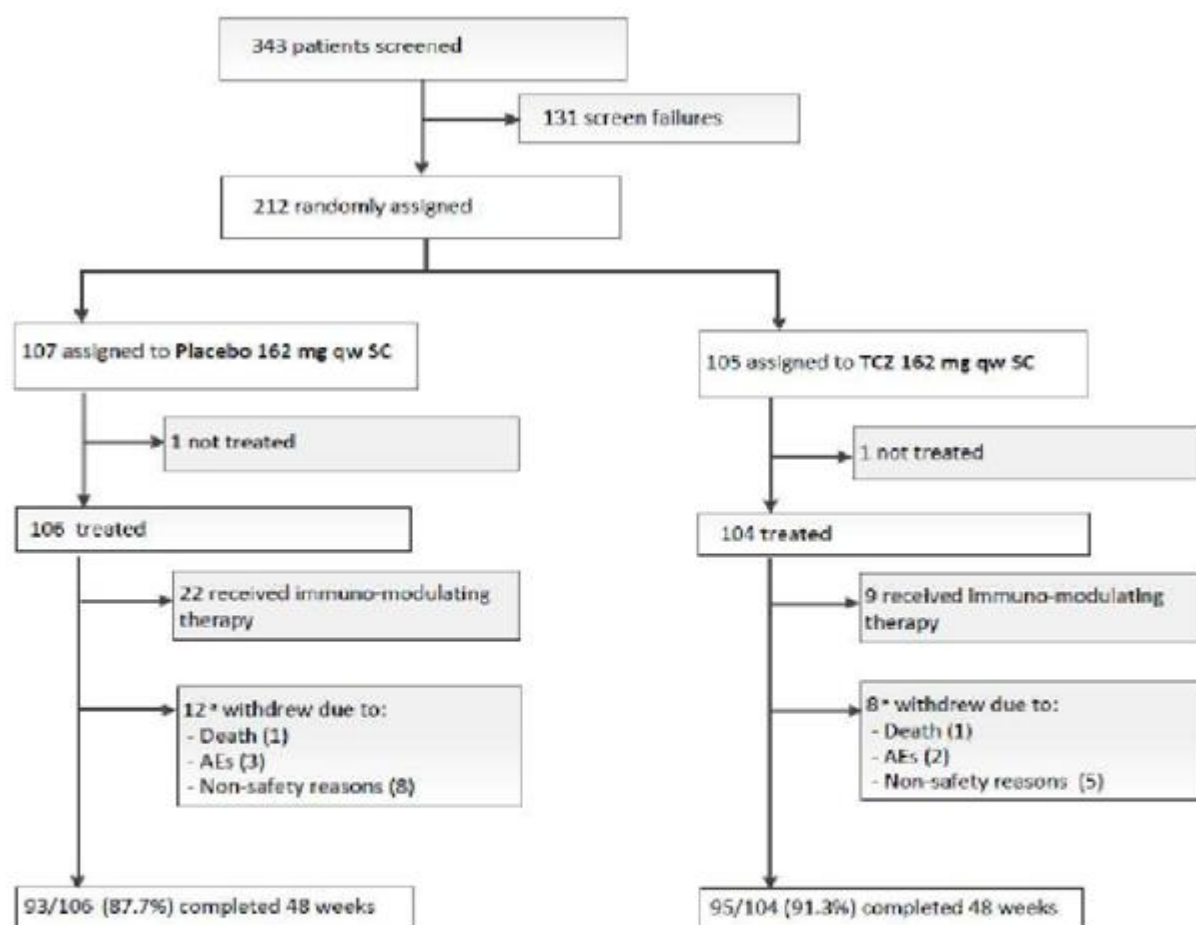 343 patients screened
131 screen failures
212 randomly assigned
107 assigned to Placebo 162 mg qw SC
1 not treated
106 treated
22 received immuno-modulating
therapy
12ᵃ withdrew due to:
- Death (1)
- AEs (3)
- Non-safety reasons (8)
93/106 (87.7%) completed 48 weeks
105 assigned to TCZ 162 mg qw SC
1 not treated
104 treated
9 received immuno-modulating
therapy
8ᵃ withdrew due to:
- Death (1)
- AEs (2)
- Non-safety reasons (5)
95/104 (91.3%) completed 48 weeks